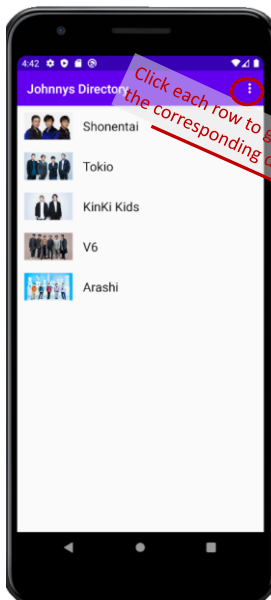 4:42
Johnnys Directory
Click each row to
the corresponding
Shonentai
Tokio
KinKi Kids
V6
Arashi